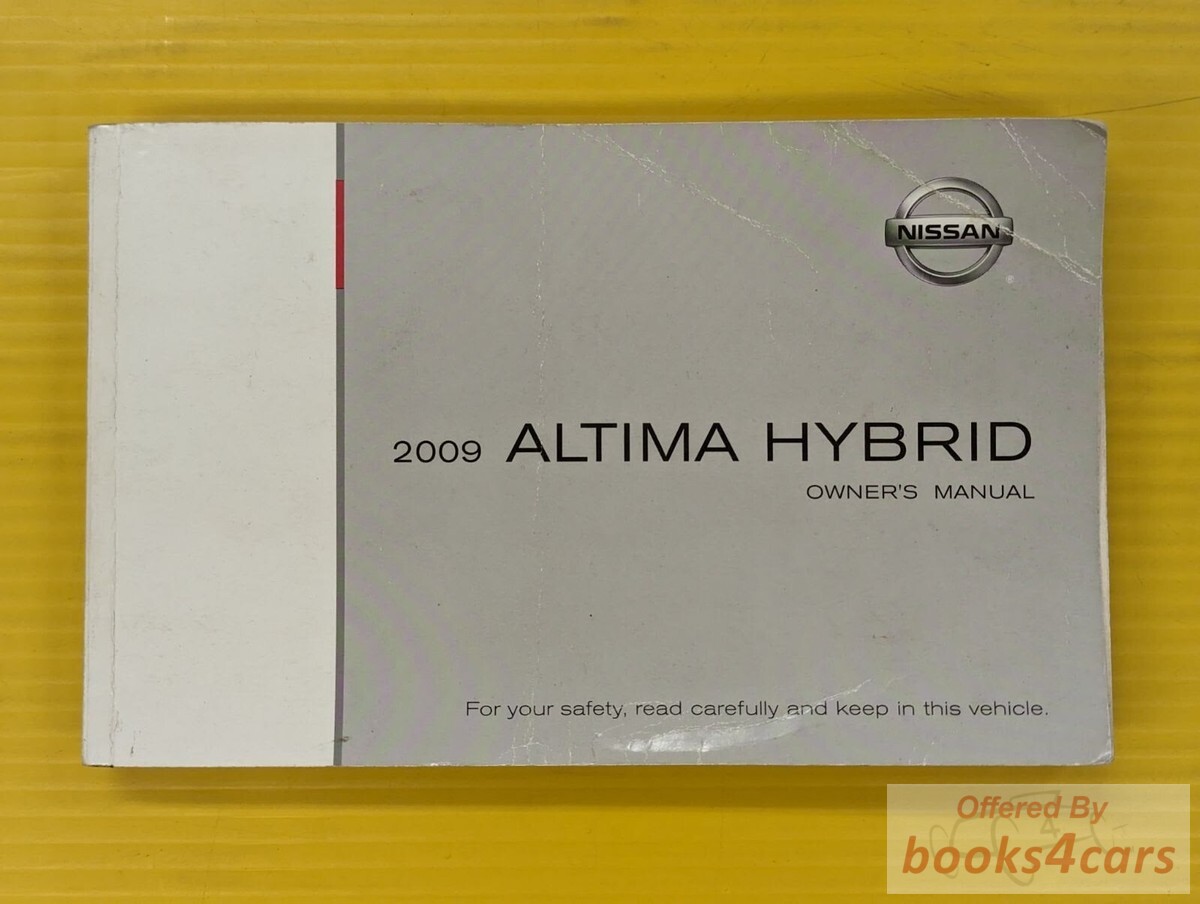 NISSAN
2009 ALTIMA HYBRID
OWNER'S MANUAL
For your safety, read carefully and keep in this vehicle.
Offered By
books4cars